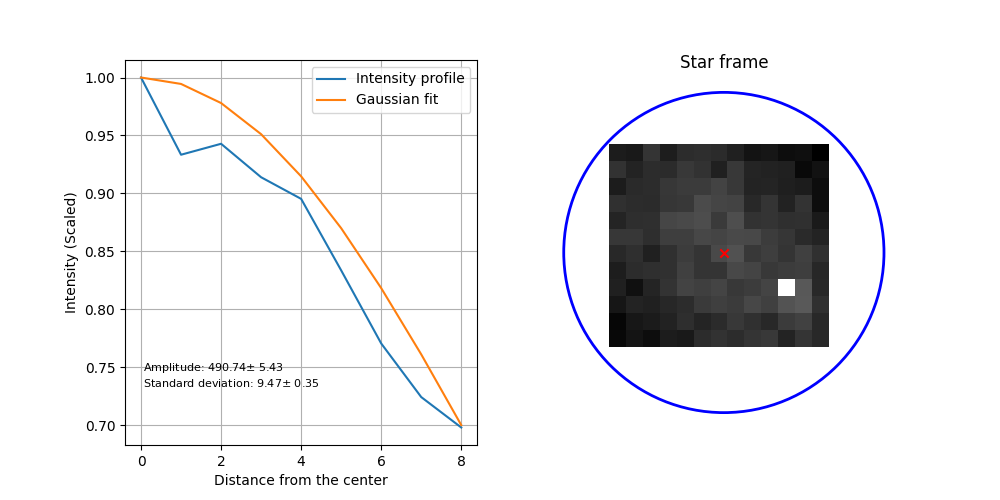 Star frame
Intensity profile
Gaussian fit
1.00
0.95
0.90
0.85
0.80
0.75
0.70
Intensity (Scaled)
Amplitude: 490.74± 5.43
Standard deviation: 9.47± 0.35
0 2 4 6 8
Distance from the center